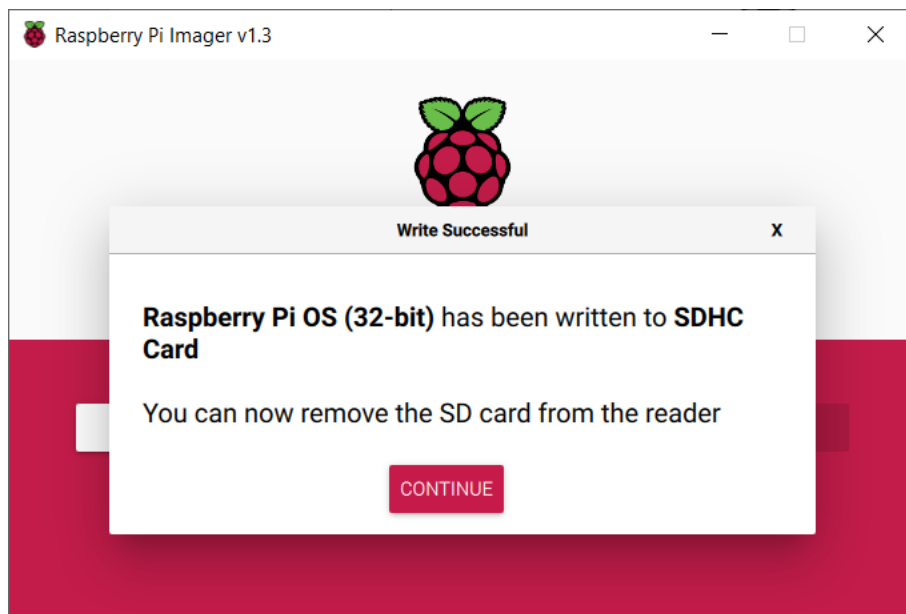 Raspberry Pi Imager v1.3
Write Successful
X
Raspberry Pi OS (32-bit) has been written to SDHC
Card
You can now remove the SD card from the reader
CONTINUE